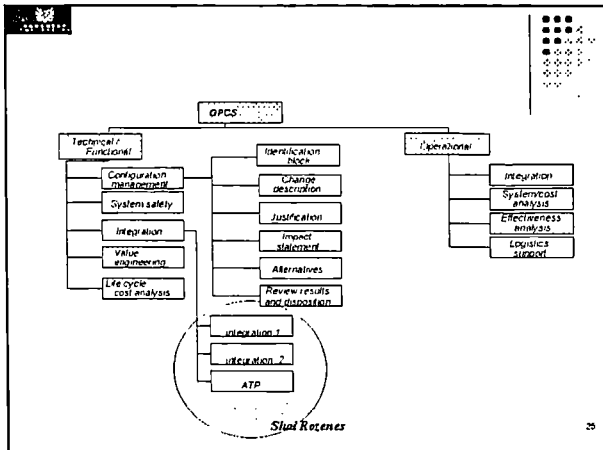 GPCS
Technical /
Functional
Operational
Configuration
management
System safety
Integration
Value
engineering
Life cycle
cost analysis
Identification
block
Change
description
Justification
Impact
statement
Alternatives
Review results
and disposition
Integration 1
Integration 2
ATP
Integration
System/cost
analysis
Effectiveness
analysis
Logistics
support
Shai Rozenes